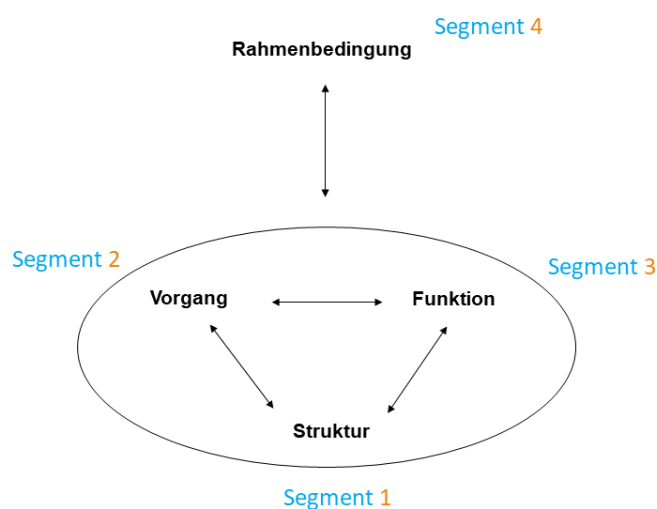 Segment 4
Rahmenbedingung
Segment 2
Segment 3
Vorgang
Funktion
Struktur
Segment 1